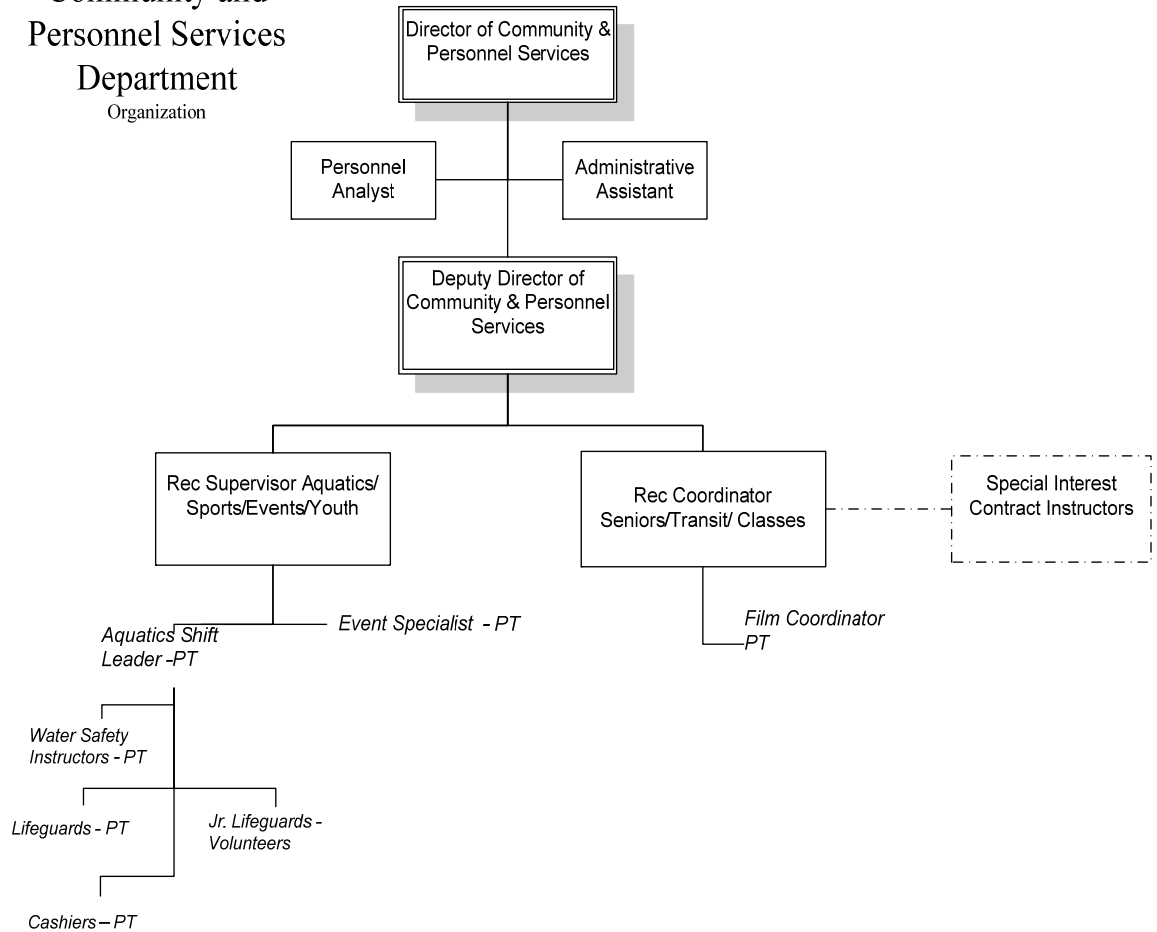 Community and
Personnel Services
Department
Organization
Director of Community &
Personnel Services
Personnel
Analyst
Administrative
Assistant
Deputy Director of
Community & Personnel
Services
Rec Supervisor Aquatics/
Sports/Events/Youth
Rec Coordinator
Seniors/Transit/ Classes
Special Interest
Contract Instructors
Aquatics Shift
Leader -PT
Event Specialist - PT
Film Coordinator
PT
Water Safety
Instructors - PT
Lifeguards - PT
Jr. Lifeguards -
Volunteers
Cashiers – PT